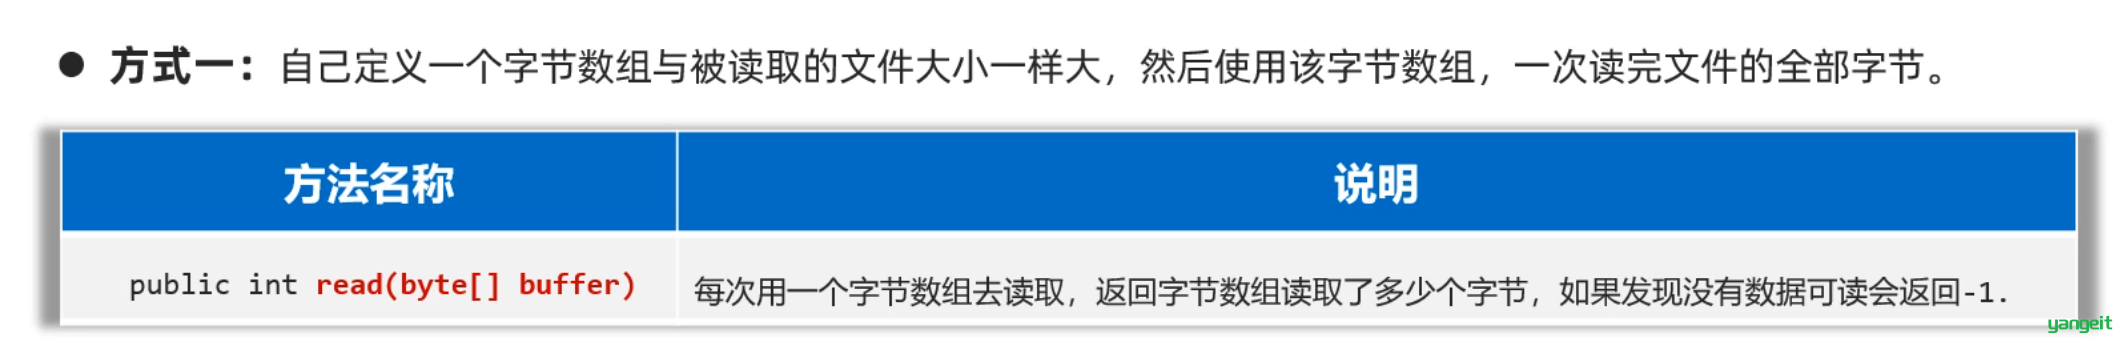 ● 方式一：自己定义一个字节数组与被读取的文件大小一样大，然后使用该字节数组，一次读完文件的全部字节。
方法名称 说明
public int read(byte[] buffer) 每次用一个字节数组去读取，返回字节数组读取了多少个字节，如果发现没有数据可读会返回-1.
yangeit